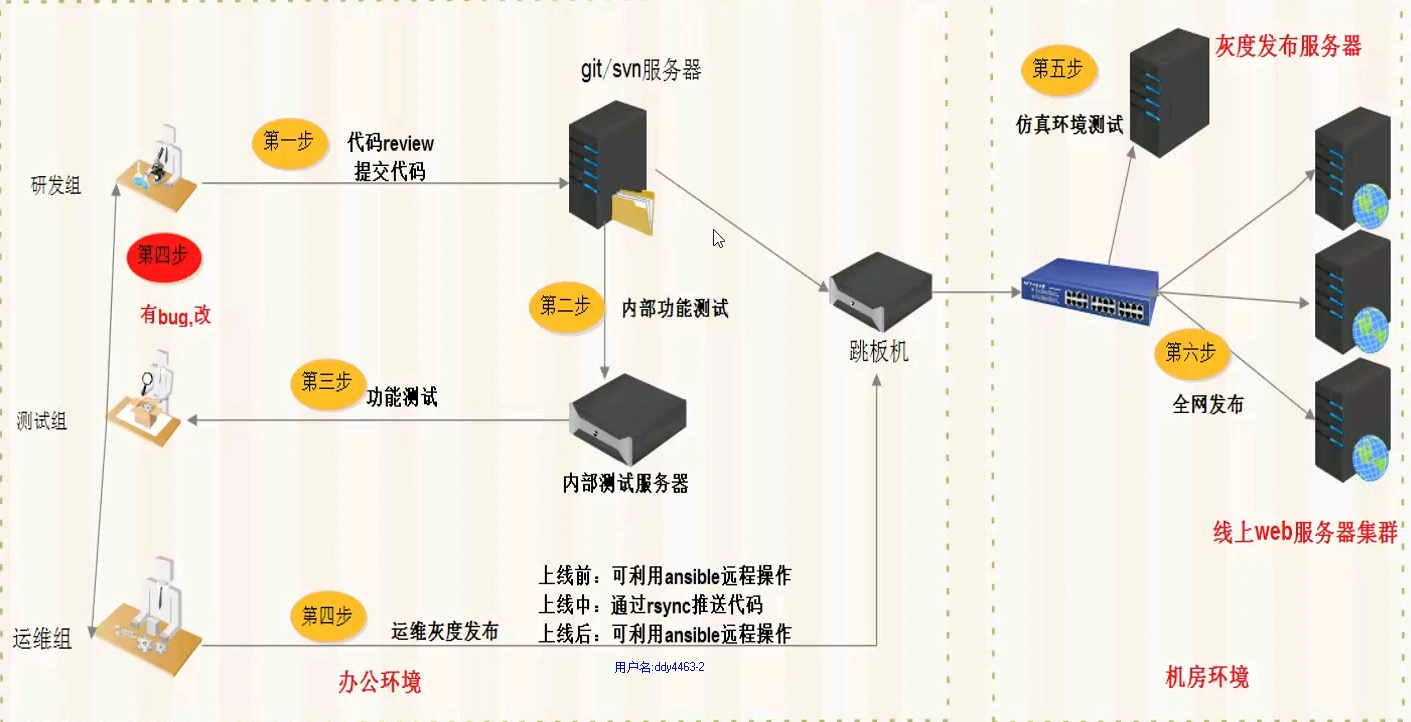 git/svn服务器
第一步
代码review
提交代码
研发组
第四步
有bug,改
第二步
内部功能测试
第三步
功能测试
测试组
内部测试服务器
跳板机
上线前：可利用ansible远程操作
上线中：通过rsync推送代码
上线后：可利用ansible远程操作
第四步
运维灰度发布
运维组
用户名:ddy4463-2
办公环境
第五步
灰度发布服务器
仿真环境测试
第六步
全网发布
线上web服务器集群
机房环境